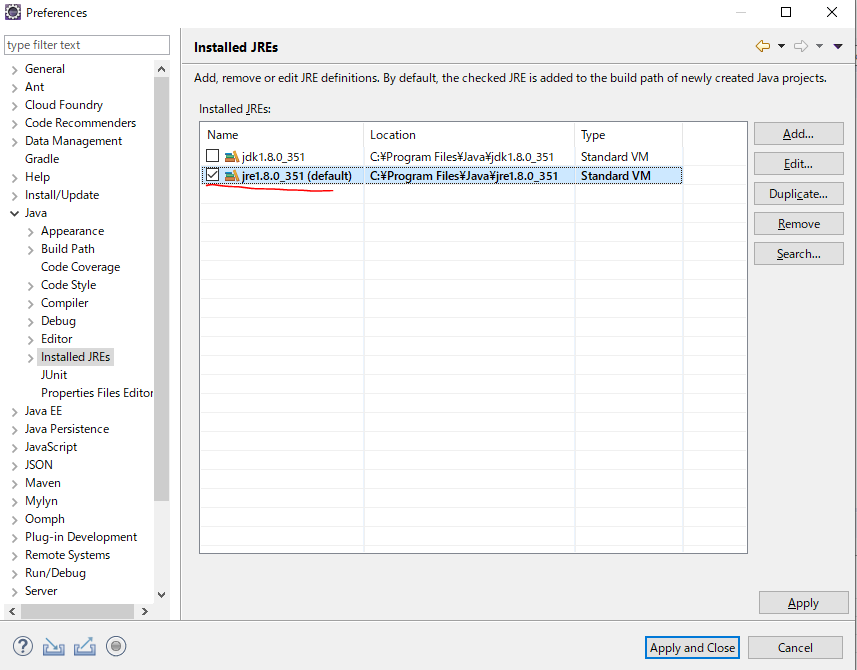 Preferences
type filter text
General
Ant
Cloud Foundry
Code Recommenders
Data Management
Gradle
Help
Install/Update
Java
Appearance
Build Path
Code Coverage
Code Style
Compiler
Debug
Editor
Installed JREs
JUnit
Properties Files Editor
Java EE
Java Persistence
JavaScript
JSON
Maven
Mylyn
Oomph
Plug-in Development
Remote Systems
Run/Debug
Server
Installed JREs
Add, remove or edit JRE definitions. By default, the checked JRE is added to the build path of newly created Java projects.
Installed JREs:
Name Location Type
jdk1.8.0_351 C:¥Program Files¥Java¥jdk1.8.0_351 Standard VM
jre1.8.0_351 (default) C:¥Program Files¥Java¥jre1.8.0_351 Standard VM
Add...
Edit...
Duplicate...
Remove
Search...
Apply
?
Apply and Close
Cancel